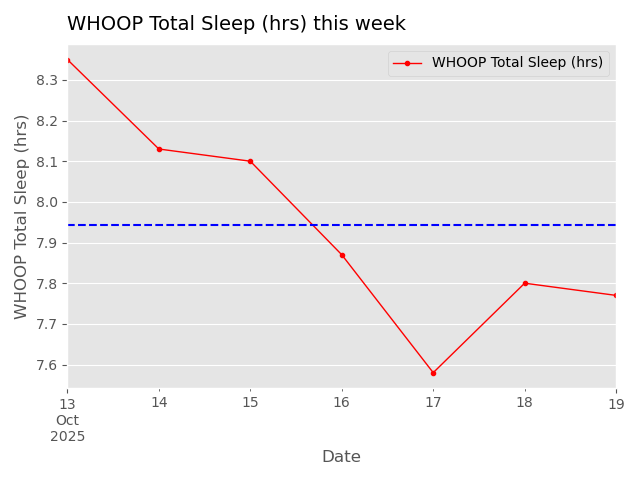 WHOOP Total Sleep (hrs) this week
WHOOP Total Sleep (hrs)
WHOOP Total Sleep (hrs)
8.3
8.2
8.1
8.0
7.9
7.8
7.7
7.6
13 14 15 16 17 18 19
Oct
2025
Date